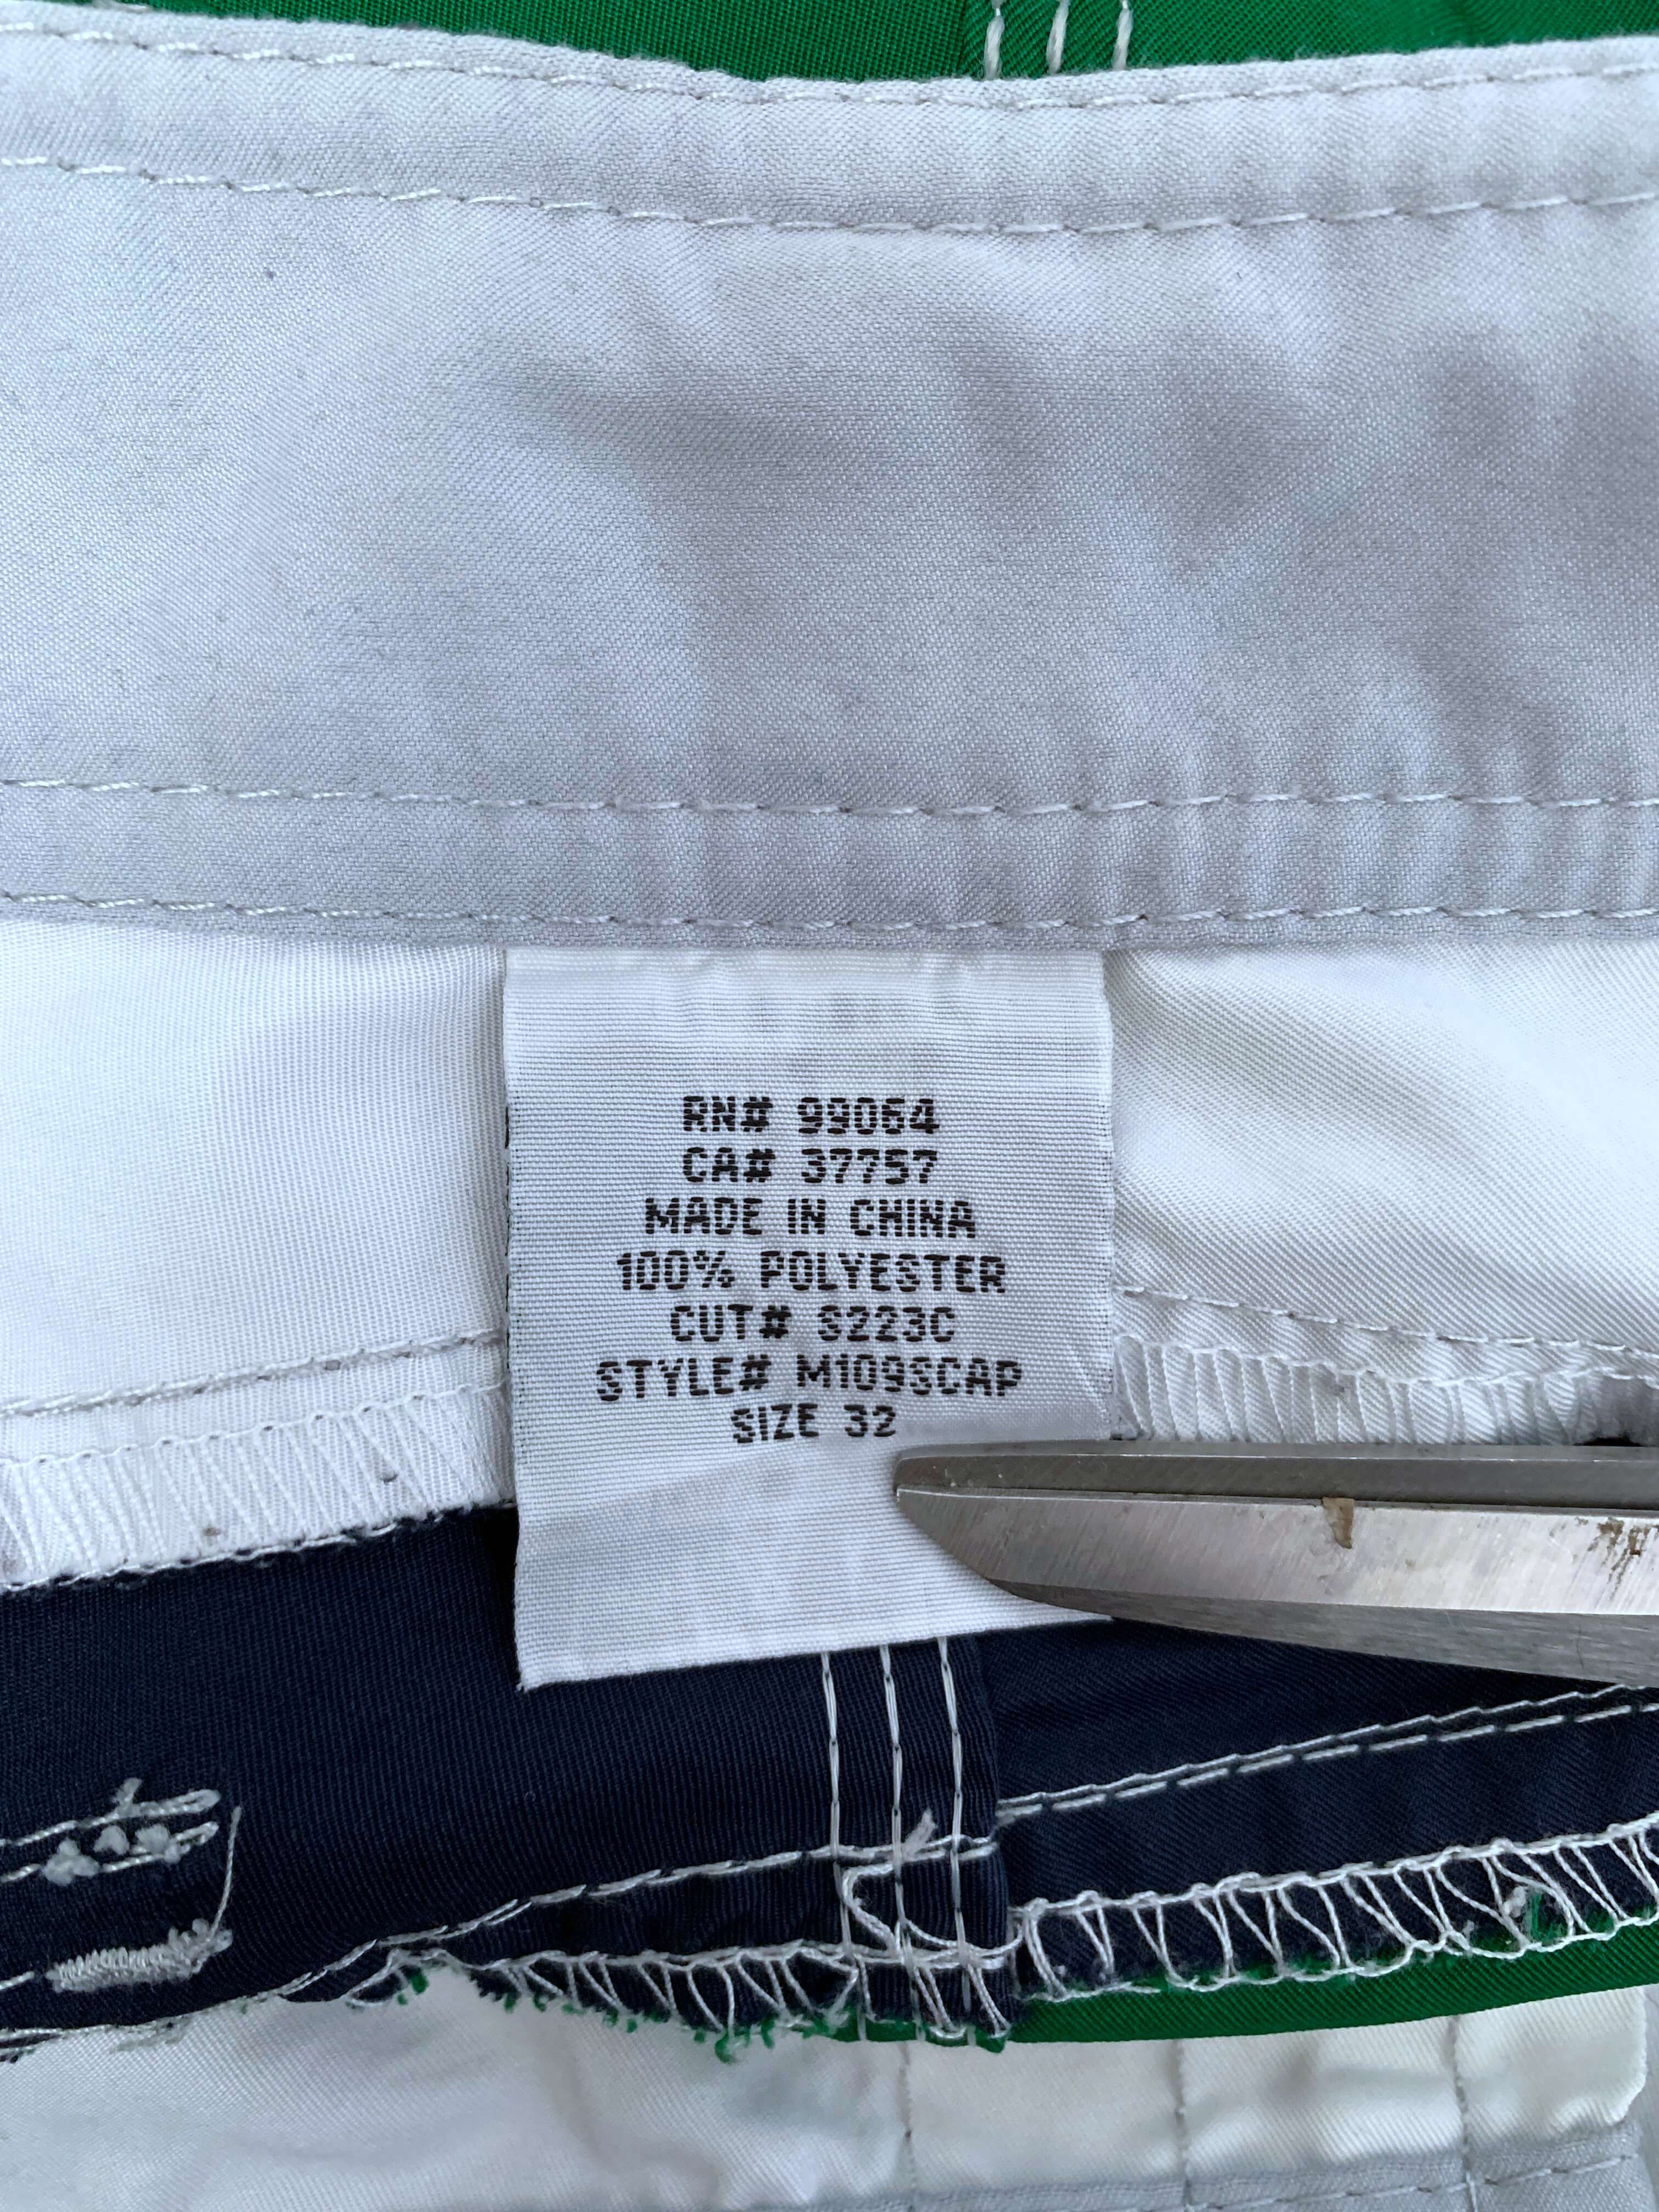 RN# 99064
CA# 37757
MADE IN CHINA
100% POLYESTER
CUT# S223C
STYLE# M109SCAP
SIZE 32